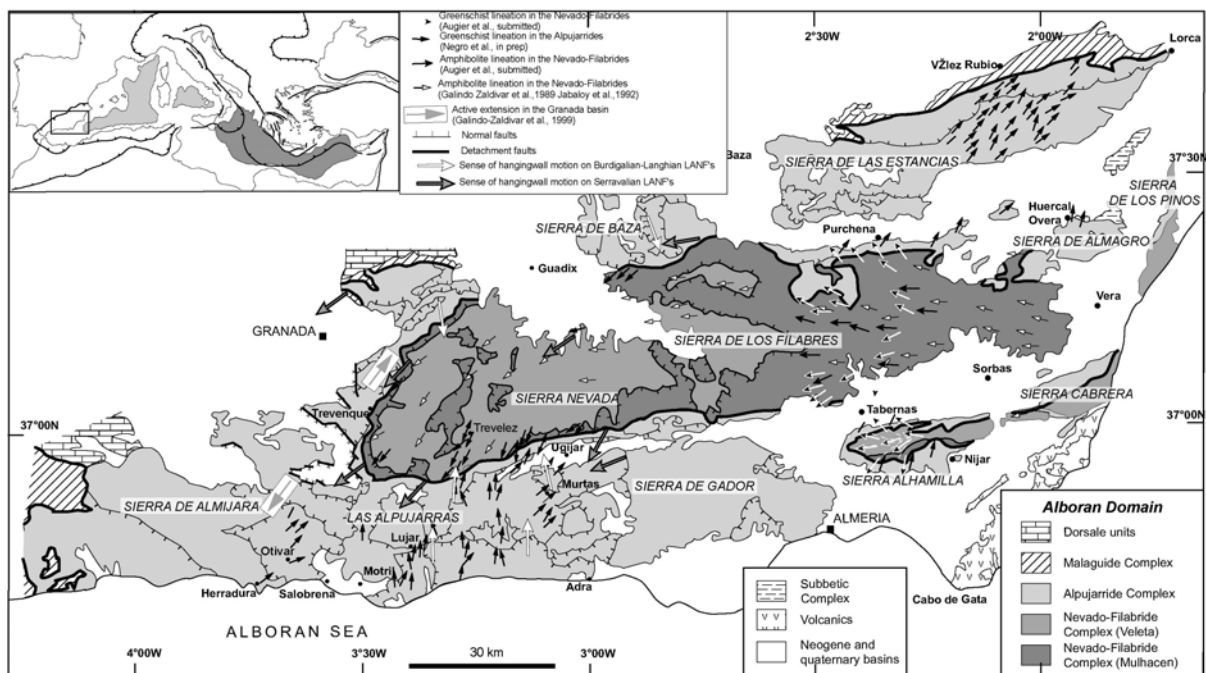 Greenschist lineation in the Nevado-Filabrides
(Augier et al., submitted)
Greenschist lineation in the Alpujarrides
(Negro et al., in prep)
Amphibolite lineation in the Nevado-Filabrides
(Augier et al., submitted)
Amphibolite lineation in the Nevado-Filabrides
(Galindo Zaldivar et al.,1989 Jabaloy et al.,1992)
Active extension in the Granada basin
(Galindo-Zaldivar et al., 1999)
Normal faults
Detachment faults
Sense of hangingwall motion on Burdigalian-Langhian LANF's
Sense of hangingwall motion on Serravalian LANF's
2°30W
2°00W
Lorca
VŽlez Rubio
Baza
SIERRA DE LAS ESTANCIAS
37°30N
SIERRA
DE LOS PINOS
Huercal
Overa
SIERRA DE BAZA
Purchena
SIERRA DE ALMAGRO
Guadix
Vera
GRANADA
SIERRA DE LOS FILABRES
Sorbas
SIERRA NEVADA
SIERRA CABRERA
Trevenque
Tabernas
37°00N
37°00N
Trevelez
Ugijar
Nijar
Murtas
SIERRA ALHAMILLA
SIERRA DE GADOR
SIERRA DE ALMIJARA
LAS ALPUJARRAS
ALMERIA
Lujar
Otivar
Motril
Adra
Herradura
Salobrena
Cabo de Gata
ALBORAN SEA
30 km
4°00W
3°30W
3°00W
Subbetic
Complex
Volcanics
Neogene and
quaternary basins
Alboran Domain
Dorsale units
Malaguide Complex
Alpujarride Complex
Nevado-Filabride
Complex (Veleta)
Nevado-Filabride
Complex (Mulhacen)